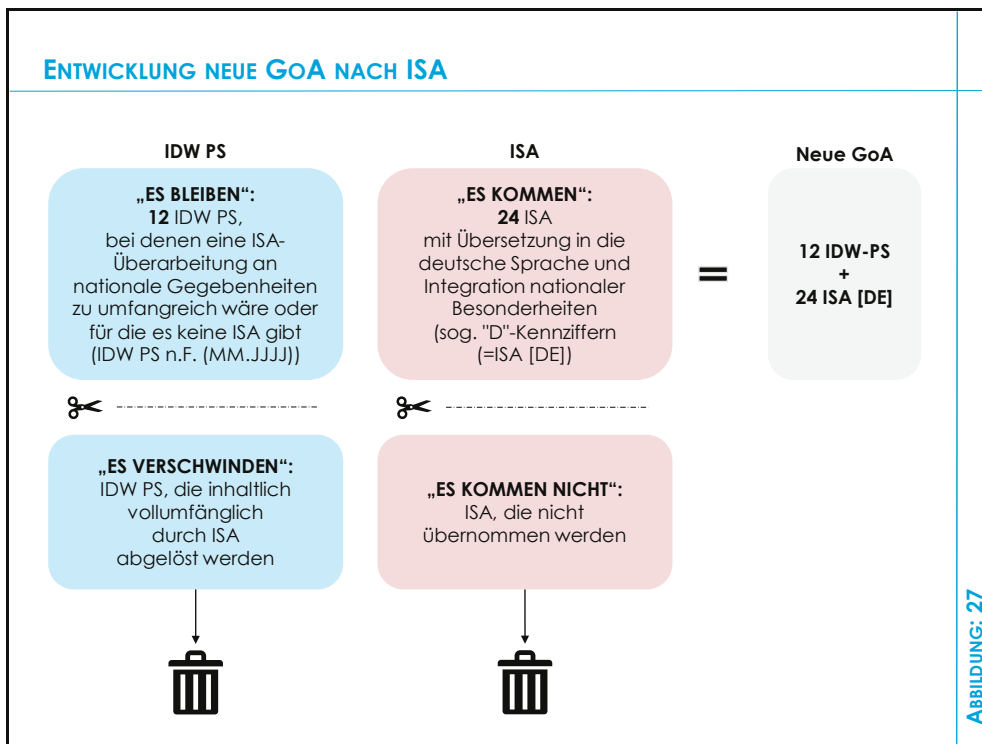 ENTWICKLUNG NEUE GOA NACH ISA
IDW PS
„ES BLEIBEN“:
12 IDW PS,
bei denen eine ISA-
Überarbeitung an
nationale Gegebenheiten
zu umfangreich wäre oder
für die es keine ISA gibt
(IDW PS n.F. (MM.JJJJ))
ISA
„ES KOMMEN“:
24 ISA
mit Übersetzung in die
deutsche Sprache und
Integration nationaler
Besonderheiten
(sog. "D"-Kennziffern
(=ISA [DE])
=
Neue GoA
12 IDW-PS
+
24 ISA [DE]
„ES VERSCHWINDEN“:
IDW PS, die inhaltlich
vollumfänglich
durch ISA
abgelöst werden
„ES KOMMEN NICHT“:
ISA, die nicht
übernommen werden
ABBILDUNG: 27